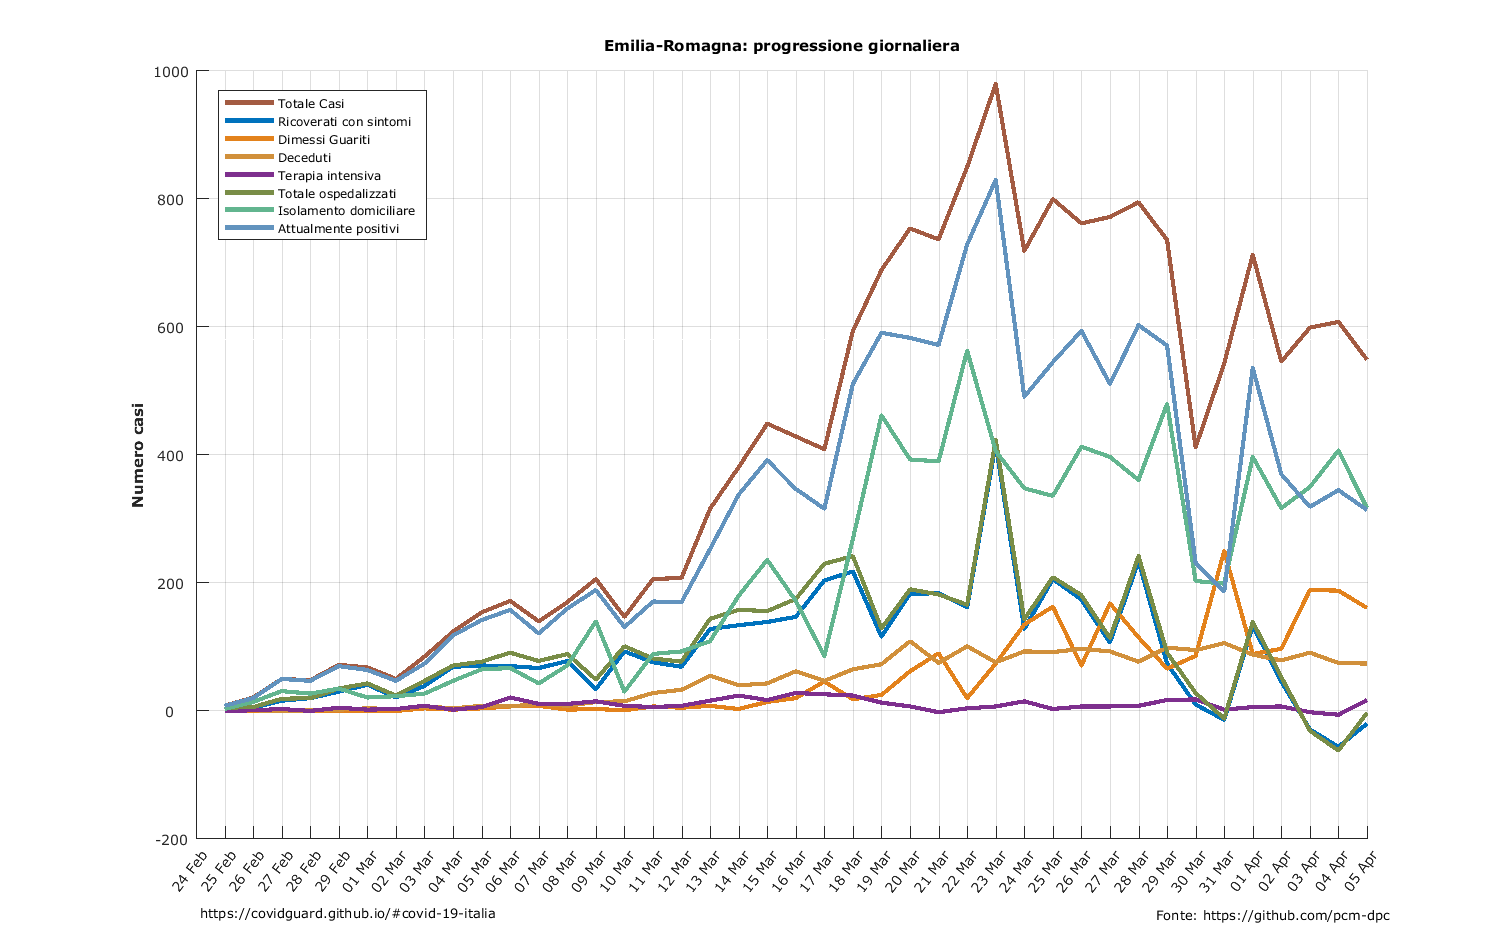 Emilia-Romagna: progressione giornaliera
1000
800
600
400
200
0
-200
Numero casi
Totale Casi
Ricoverati con sintomi
Dimessi Guariti
Deceduti
Terapia intensiva
Totale ospedalizzati
Isolamento domiciliare
Attualmente positivi
24 Feb
25 Feb
26 Feb
27 Feb
28 Feb
29 Feb
01 Mar
02 Mar
03 Mar
04 Mar
05 Mar
06 Mar
07 Mar
08 Mar
09 Mar
10 Mar
11 Mar
12 Mar
13 Mar
14 Mar
15 Mar
16 Mar
17 Mar
18 Mar
19 Mar
20 Mar
21 Mar
22 Mar
23 Mar
24 Mar
25 Mar
26 Mar
27 Mar
28 Mar
29 Mar
30 Mar
31 Mar
01 Apr
02 Apr
03 Apr
04 Apr
05 Apr
https://covidguard.github.io/#covid-19-italia
Fonte: https://github.com/pcm-dpc